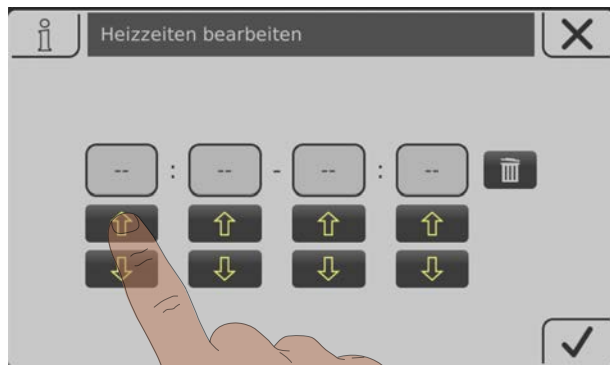 Heizzeiten bearbeiten
-- : -- - -- : --